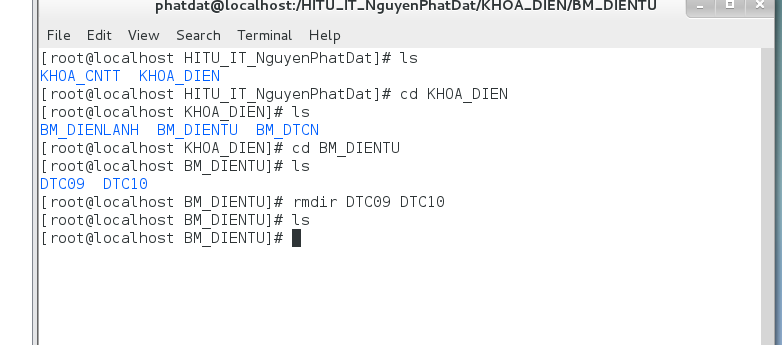 phatdat@localhost:/HITU_IT_NguyenPhatDat/KHOA_DIEN/BM_DIENTU
File Edit View Search Terminal Help
[root@localhost HITU_IT_NguyenPhatDat]# ls
KHOA_CNTT  KHOA_DIEN
[root@localhost HITU_IT_NguyenPhatDat]# cd KHOA_DIEN
[root@localhost KHOA_DIEN]# ls
BM_DIENLANH  BM_DIENTU  BM_DTCN
[root@localhost KHOA_DIEN]# cd BM_DIENTU
[root@localhost BM_DIENTU]# ls
DTC09  DTC10
[root@localhost BM_DIENTU]# rmdir DTC09 DTC10
[root@localhost BM_DIENTU]# ls
[root@localhost BM_DIENTU]#